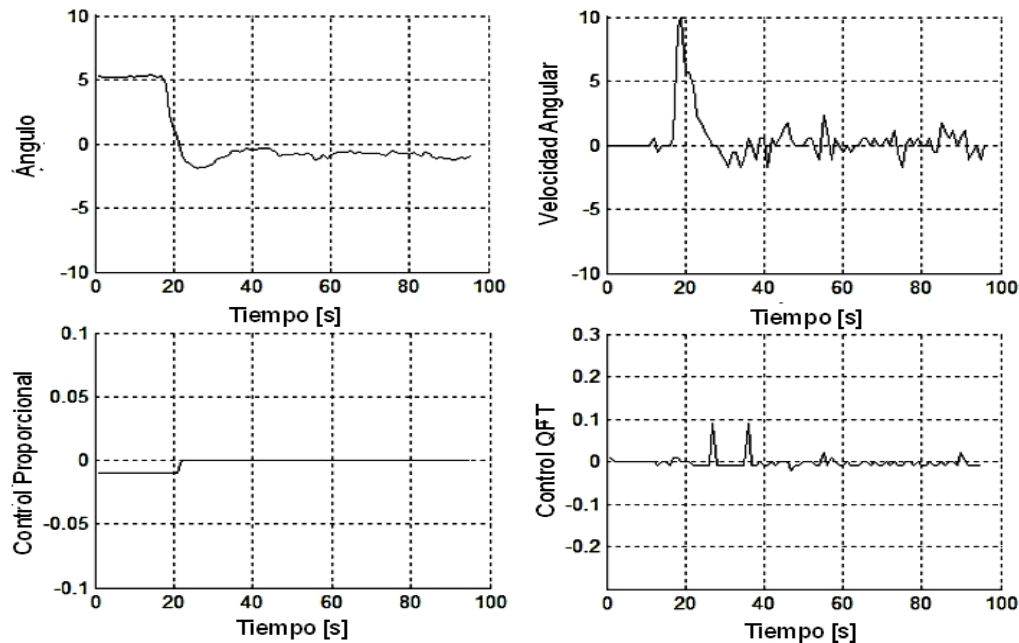 10
5
0
-5
-10
Ángulo
0 20 40 60 80 100
Tiempo [s]
10
5
0
-5
-10
Velocidad Angular
0 20 40 60 80 100
Tiempo [s]
0.1
0.05
0
-0.05
-0.1
Control Proporcional
0 20 40 60 80 100
Tiempo [s]
0.3
0.2
0.1
0
-0.1
-0.2
Control QFT
0 20 40 60 80 100
Tiempo [s]